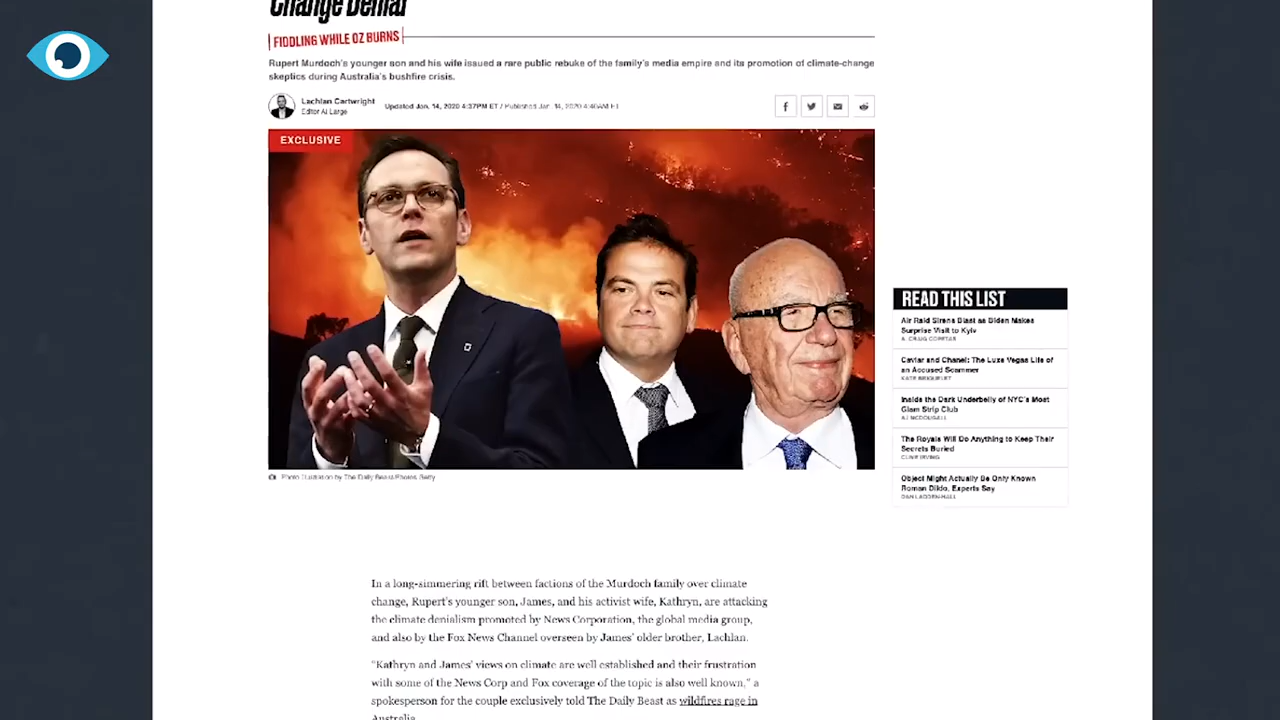 Change Denial
FIDDLING WHILE OZ BURNS
Rupert Murdoch's younger son and his wife issued a rare public rebuke of the family's media empire and its promotion of climate-change
skeptics during Australia's bushfire crisis.
Lachlan Cartwright
Editor At Large
Updated Jan. 14, 2020 4:37PM ET / Published Jan. 14, 2020 4:40AM ET
EXCLUSIVE
Photo Illustration by The Daily Beast/Photos Getty
READ THIS LIST
Air Raid Sirens Blast as Biden Makes
Surprise Visit to Kyiv
A. CRAIG COPETAS
Caviar and Chanel: The Luxe Vegas Life of
an Accused Scammer
KATE BRIQUELET
Inside the Dark Underbelly of NYC's Most
Glam Strip Club
AJ MCDOUGALL
The Royals Will Do Anything to Keep Their
Secrets Buried
CLIVE IRVING
Object Might Actually Be Only Known
Roman Dildo, Experts Say
DAN LADDEN-HALL
In a long-simmering rift between factions of the Murdoch family over climate
change, Rupert's younger son, James, and his activist wife, Kathryn, are attacking
the climate denialism promoted by News Corporation, the global media group,
and also by the Fox News Channel overseen by James' older brother, Lachlan.
"Kathryn and James' views on climate are well established and their frustration
with some of the News Corp and Fox coverage of the topic is also well known," a
spokesperson for the couple exclusively told The Daily Beast as wildfires rage in
Australia.